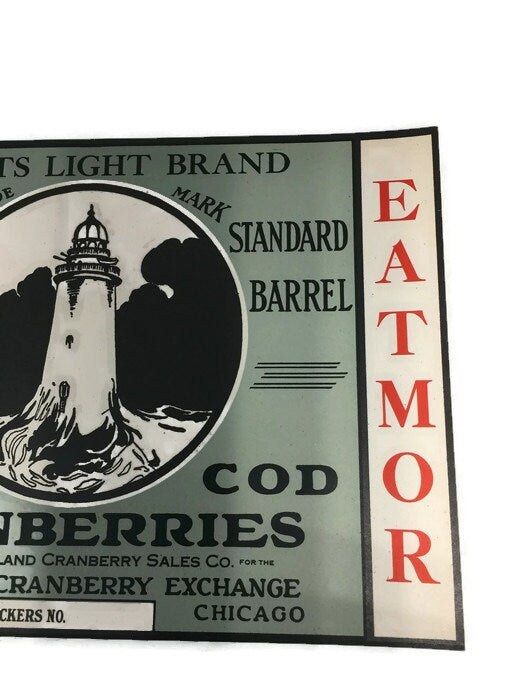 TS LIGHT BRAND
DE MARK
STANDARD
BARREL
COD
NBERRIES
LAND CRANBERRY SALES CO. FOR THE
CRANBERRY EXCHANGE
CKERS NO.
CHICAGO
EATMOR